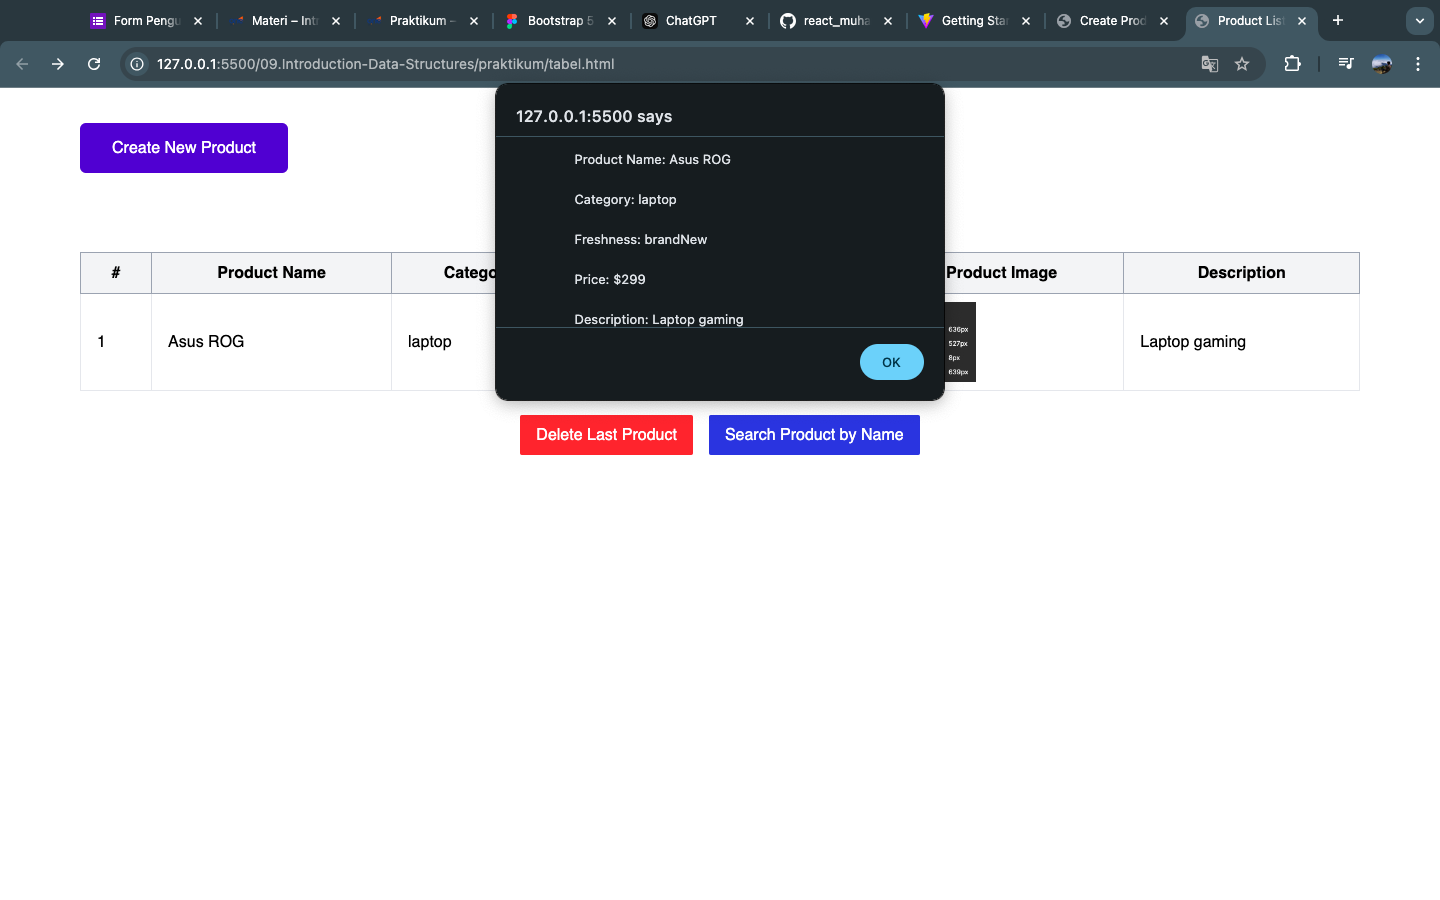 Form Pengu
Materi – Intr
Praktikum –
Bootstrap 5
ChatGPT
react_muha
Getting Star
Create Prod
Product List
127.0.0.1:5500/09.Introduction-Data-Structures/praktikum/tabel.html
127.0.0.1:5500 says
Product Name: Asus ROG
Category: laptop
Freshness: brandNew
Price: $299
Description: Laptop gaming
OK
Create New Product
# Product Name Catego Product Image Description
1 Asus ROG laptop Laptop gaming
636px
527px
8px
639px
Delete Last Product Search Product by Name